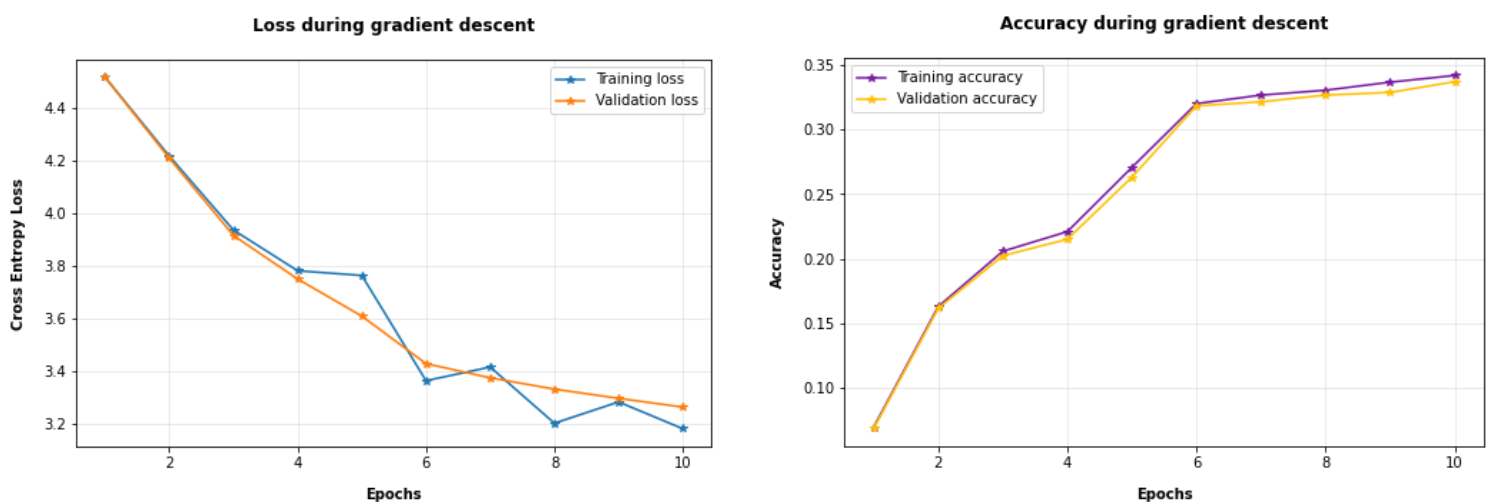 Loss during gradient descent
Training loss
Validation loss
4.4
4.2
4.0
3.8
3.6
3.4
3.2
Cross Entropy Loss
2 4 6 8 10
Epochs
Accuracy during gradient descent
Training accuracy
Validation accuracy
0.35
0.30
0.25
0.20
0.15
0.10
Accuracy
2 4 6 8 10
Epochs